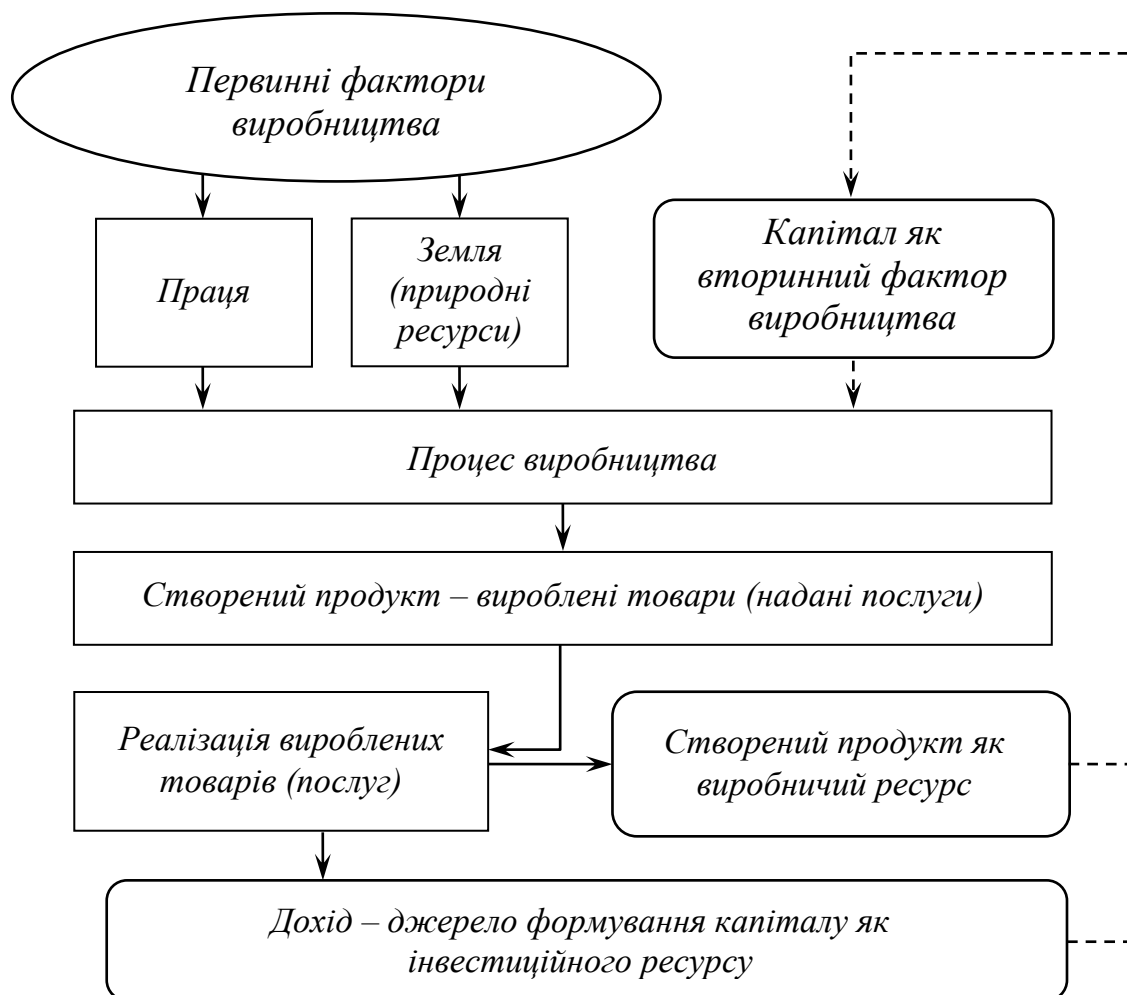 Первинні фактори
виробництва
Праця
Земля
(природні
ресурси)
Капітал як
вторинний фактор
виробництва
Процес виробництва
Створений продукт – вироблені товари (надані послуги)
Реалізація вироблених
товарів (послуг)
Створений продукт як
виробничий ресурс
Дохід – джерело формування капіталу як
інвестиційного ресурсу